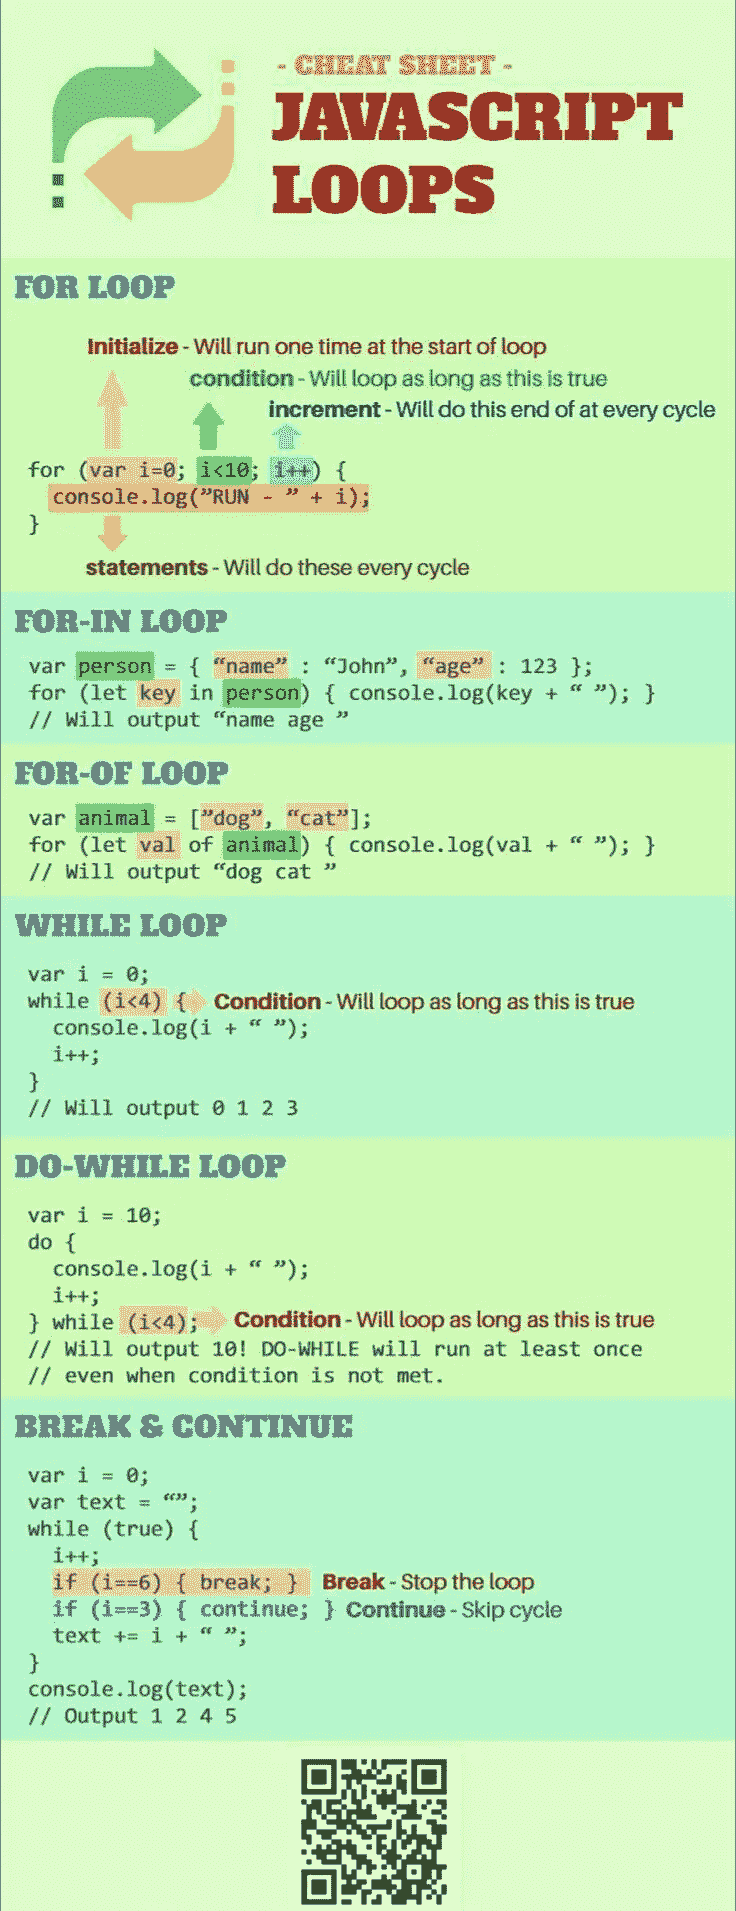 - CHEAT SHEET -
JAVASCRIPT
LOOPS
FOR LOOP
Initialize - Will run one time at the start of loop
condition - Will loop as long as this is true
increment - Will do this end of at every cycle
for (var i=0; i<10; i++) {
console.log(”RUN - ” + i);
}
statements - Will do these every cycle
FOR-IN LOOP
var person = { “name” : “John”, “age” : 123 };
for (let key in person) { console.log(key + “ ”); }
// Will output “name age ”
FOR-OF LOOP
var animal = [”dog”, “cat”];
for (let val of animal) { console.log(val + “ ”); }
// Will output “dog cat ”
WHILE LOOP
var i = 0;
while (i<4) { Condition - Will loop as long as this is true
console.log(i + “ ”);
i++;
}
// Will output 0 1 2 3
DO-WHILE LOOP
var i = 10;
do {
console.log(i + “ ”);
i++;
} while (i<4); Condition - Will loop as long as this is true
// Will output 10! DO-WHILE will run at least once
// even when condition is not met.
BREAK & CONTINUE
var i = 0;
var text = “”;
while (true) {
i++;
if (i==6) { break; } Break - Stop the loop
if (i==3) { continue; } Continue - Skip cycle
text += i + “ ”;
}
console.log(text);
// Output 1 2 4 5